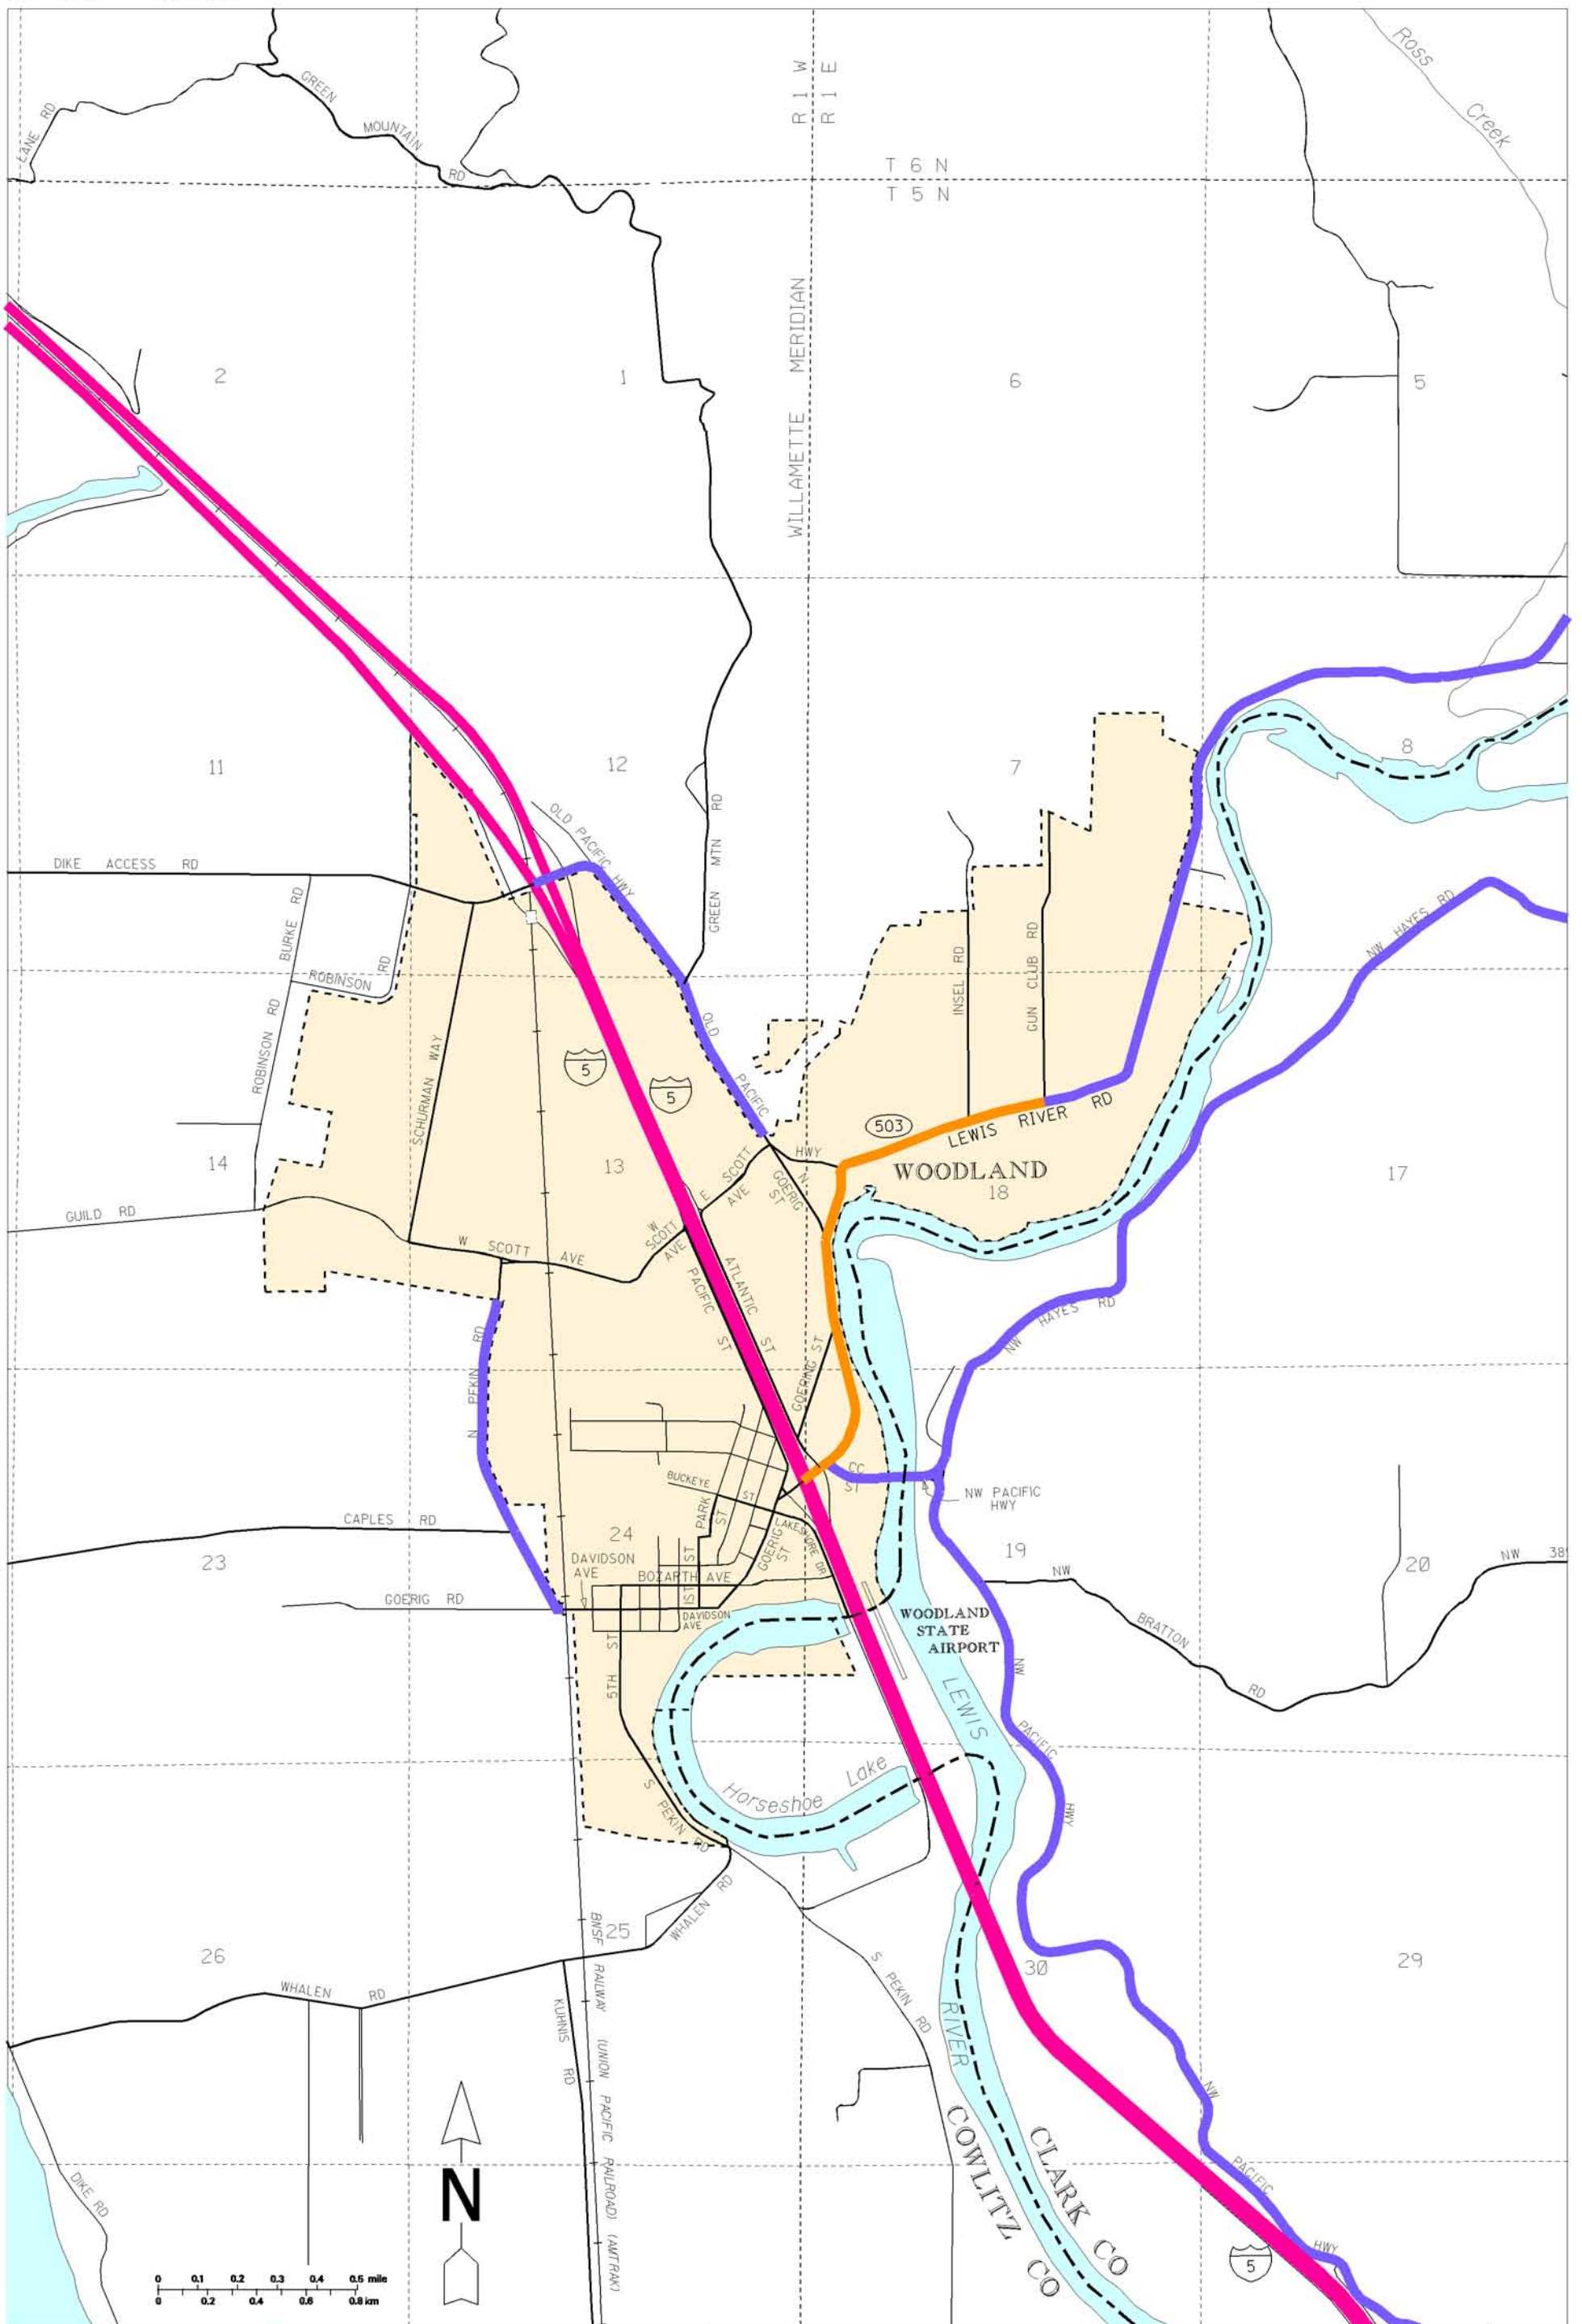 Ross
Creek
R 1 W
R 1 E
GREEN
MOUNTAIN
RD
LANE RD
T 6 N
T 5 N
WILLAMETTE MERIDIAN
2
1
6
5
11
12
7
8
OLD PACIFIC
HWY
GREEN MTN RD
DIKE ACCESS RD
BURKE RD
ROBINSON RD
ROBINSON RD
SCHURMAN WAY
INSEL RD
GUN CLUB RD
NW HAYES RD
OLD
PACIFIC
HWY
5
5
503
LEWIS RIVER RD
WOODLAND
14
13
18
17
GUILD RD
E SCOTT
AVE
N
GOERIG
ST
W SCOTT AVE
W
SCOTT
AVE
PACIFIC ST
ATLANTIC ST
NW HAYES RD
N PEKIN RD
GOERING ST
BUCKEYE ST
PARK
ST
CC
ST
NW PACIFIC
HWY
CAPLES RD
LAKESHORE DR
GOERIG
ST
23
24
19
20
NW 38
DAVIDSON
AVE
BOZARTH AVE
1ST ST
GOERIG RD
DAVIDSON
AVE
NW
BRATTON
RD
WOODLAND
STATE
AIRPORT
5TH ST
LEWIS
NW
PACIFIC
HWY
S PEKIN RD
Horseshoe Lake
WHALEN RD
25
26
30
29
WHALEN RD
S PEKIN RD
KUHNIS RD
BNSF RAILWAY (UNION PACIFIC RAILROAD) (AMTRAK)
RIVER
NW
PACIFIC
HWY
COWLITZ CO
CLARK CO
DIKE RD
N
5
0 0.1 0.2 0.3 0.4 0.5 mile
0 0.2 0.4 0.6 0.8 km